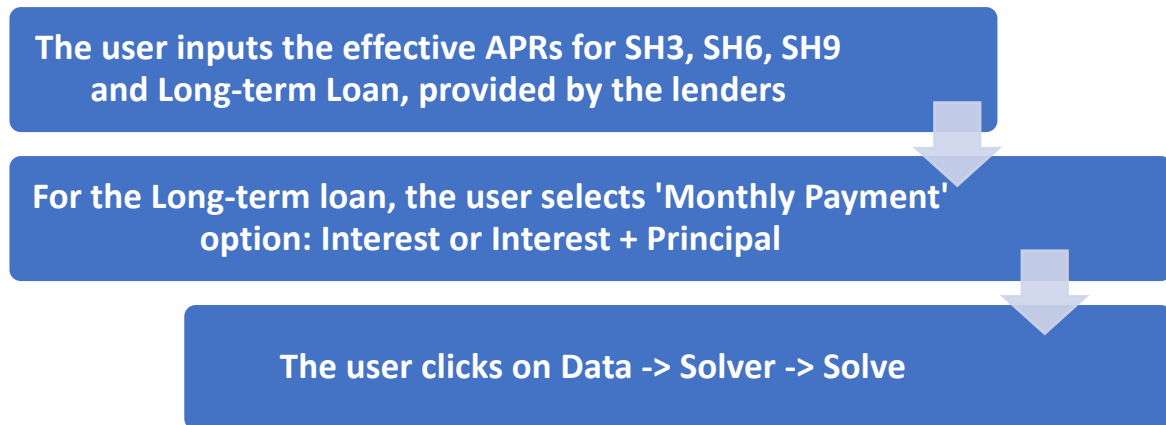 The user inputs the effective APRs for SH3, SH6, SH9
and Long-term Loan, provided by the lenders
For the Long-term loan, the user selects 'Monthly Payment'
option: Interest or Interest + Principal
The user clicks on Data -> Solver -> Solve